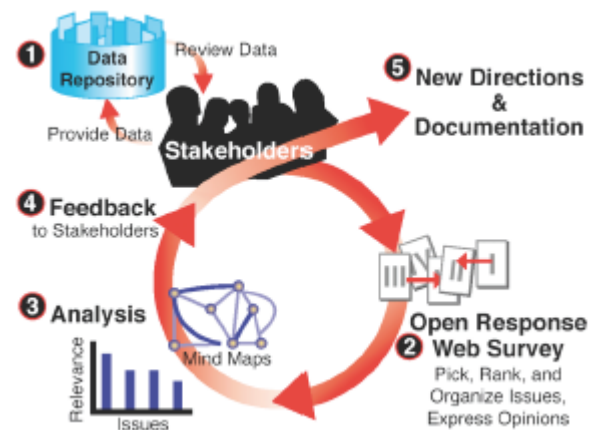 1
Data
Repository
Review Data
Provide Data
Stakeholders
5
New Directions
&
Documentation
4 Feedback
to Stakeholders
3 Analysis
Mind Maps
Relevance
Issues
Open Response
2 Web Survey
Pick, Rank, and
Organize Issues,
Express Opinions